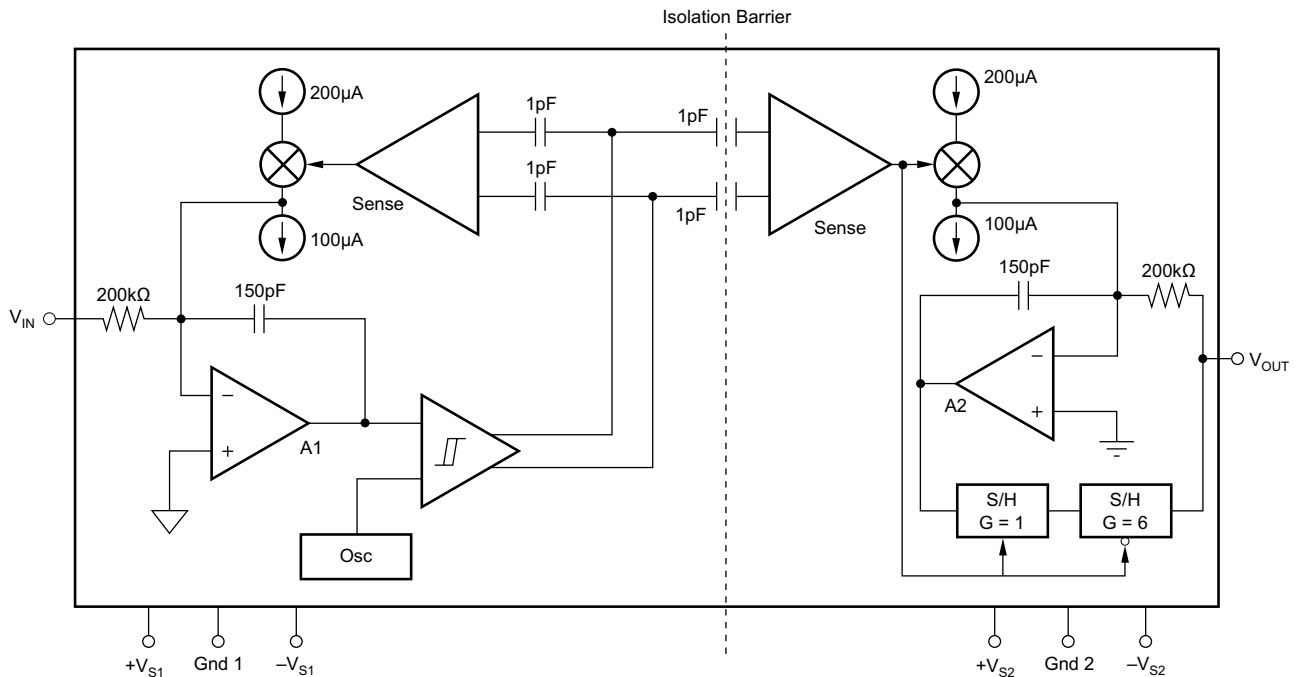 Isolation Barrier
200µA
1pF
1pF
200µA
1pF
1pF
Sense
Sense
100µA
100µA
200kΩ
150pF
150pF
200kΩ
V_IN
V_OUT
−
+
A1
−
+
A2
Osc
S/H
G = 1
S/H
G = 6
+V_S1
Gnd 1
–V_S1
+V_S2
Gnd 2
–V_S2